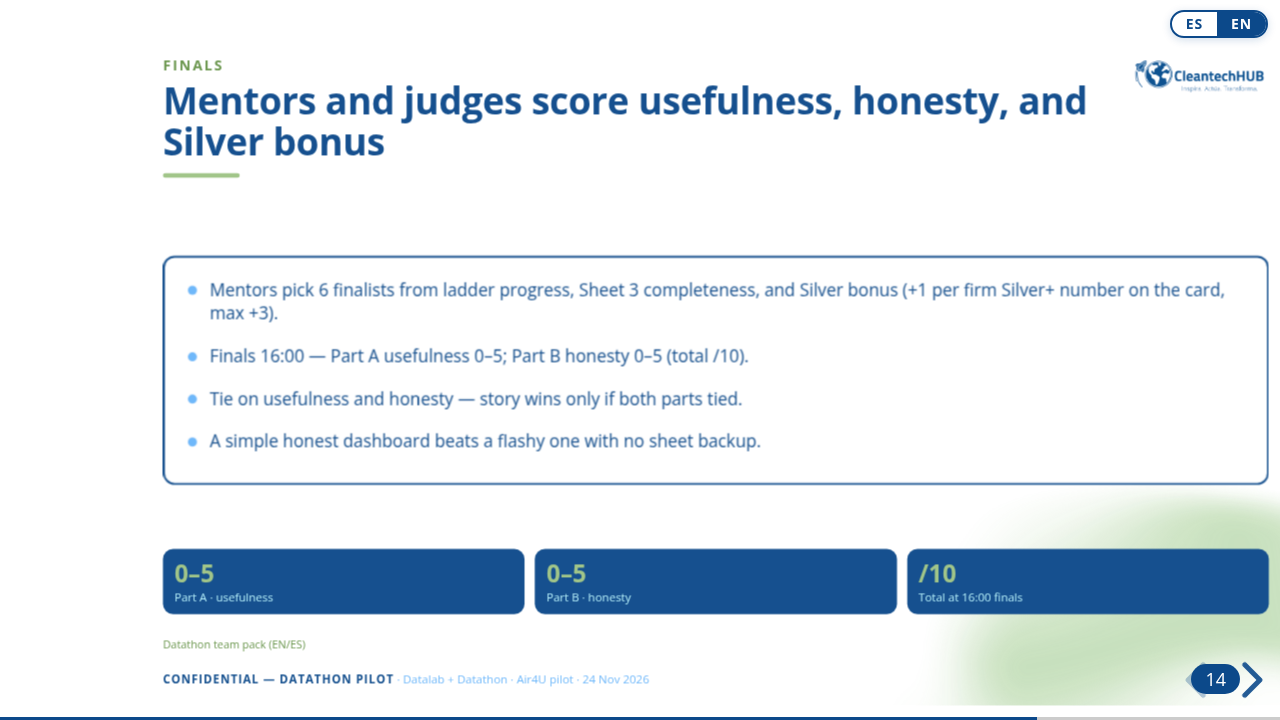 ES EN
FINALS
CleantechHUB
Inspira. Actúa. Transforma.
Mentors and judges score usefulness, honesty, and
Silver bonus
Mentors pick 6 finalists from ladder progress, Sheet 3 completeness, and Silver bonus (+1 per firm Silver+ number on the card,
max +3).
Finals 16:00 — Part A usefulness 0–5; Part B honesty 0–5 (total /10).
Tie on usefulness and honesty — story wins only if both parts tied.
A simple honest dashboard beats a flashy one with no sheet backup.
0–5
Part A · usefulness
0–5
Part B · honesty
/10
Total at 16:00 finals
Datathon team pack (EN/ES)
CONFIDENTIAL — DATATHON PILOT · Datalab + Datathon · Air4U pilot · 24 Nov 2026
14